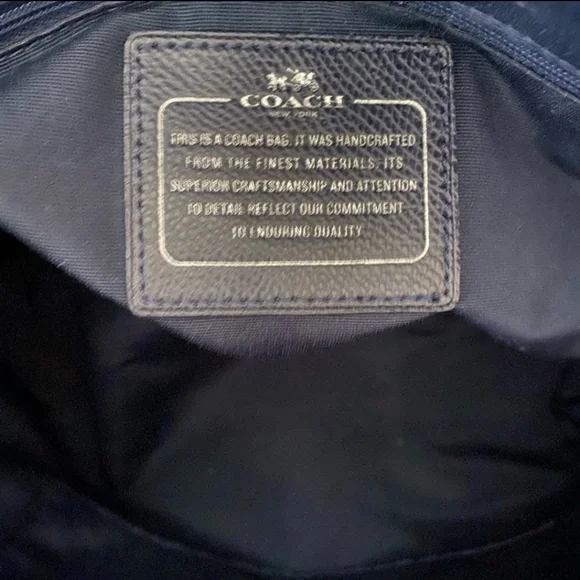 COACH
NEW YORK
THIS IS A COACH BAG. IT WAS HANDCRAFTED
FROM THE FINEST MATERIALS. ITS
SUPERIOR CRAFTSMANSHIP AND ATTENTION
TO DETAIL REFLECT OUR COMMITMENT
TO ENDURING QUALITY